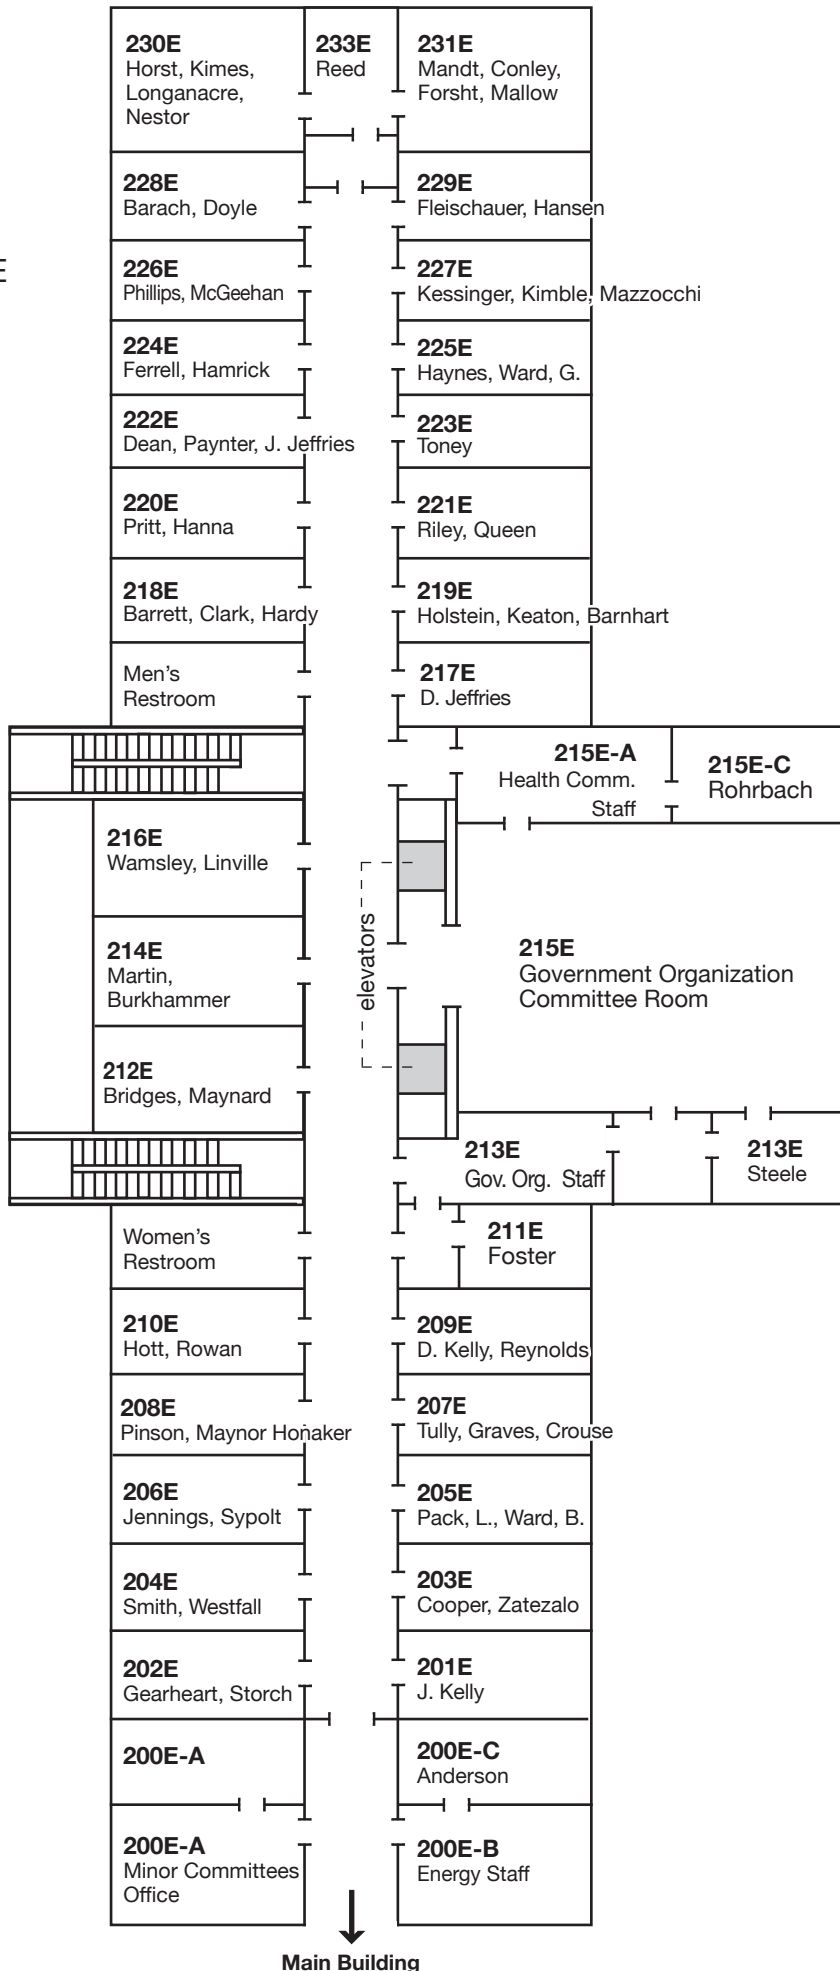 230E
Horst, Kimes,
Longanacre,
Nestor
233E
Reed
231E
Mandt, Conley,
Forsht, Mallow
228E
Barach, Doyle
229E
Fleischauer, Hansen
E
226E
Phillips, McGeehan
227E
Kessinger, Kimble, Mazzocchi
224E
Ferrell, Hamrick
225E
Haynes, Ward, G.
222E
Dean, Paynter, J. Jeffries
223E
Toney
220E
Pritt, Hanna
221E
Riley, Queen
218E
Barrett, Clark, Hardy
219E
Holstein, Keaton, Barnhart
Men's
Restroom
217E
D. Jeffries
215E-A
Health Comm.
Staff
215E-C
Rohrbach
216E
Wamsley, Linville
elevators
214E
Martin,
Burkhammer
215E
Government Organization
Committee Room
212E
Bridges, Maynard
213E
Gov. Org. Staff
213E
Steele
Women's
Restroom
211E
Foster
210E
Hott, Rowan
209E
D. Kelly, Reynolds
208E
Pinson, Maynor Honaker
207E
Tully, Graves, Crouse
206E
Jennings, Sypolt
205E
Pack, L., Ward, B.
204E
Smith, Westfall
203E
Cooper, Zatezalo
202E
Gearheart, Storch
201E
J. Kelly
200E-A
200E-C
Anderson
200E-A
Minor Committees
Office
200E-B
Energy Staff
Main Building